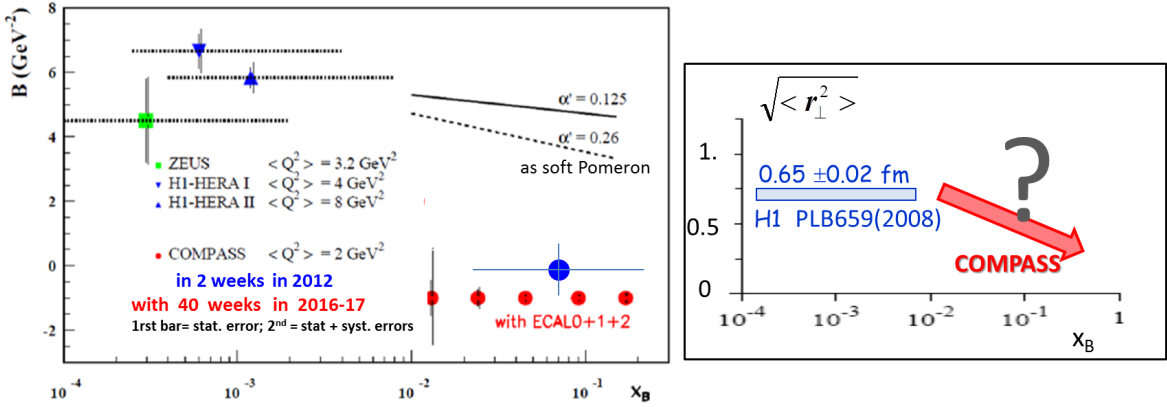 B (GeV⁻²)
8
6
4
2
0
-2
α' = 0.125
α' = 0.26
as soft Pomeron
ZEUS < Q² > = 3.2 GeV²
H1-HERA I < Q² > = 4 GeV²
H1-HERA II < Q² > = 8 GeV²
COMPASS < Q² > = 2 GeV²
in 2 weeks in 2012
with 40 weeks in 2016-17
1rst bar= stat. error; 2ⁿᵈ = stat + syst. errors
with ECAL0+1+2
10⁻⁴ 10⁻³ 10⁻² 10⁻¹ x_B
√< r⊥² >
1.
0.5
0
0.65 ±0.02 fm
H1 PLB659(2008)
?
COMPASS
10⁻⁴ 10⁻³ 10⁻² 10⁻¹ 1
x_B